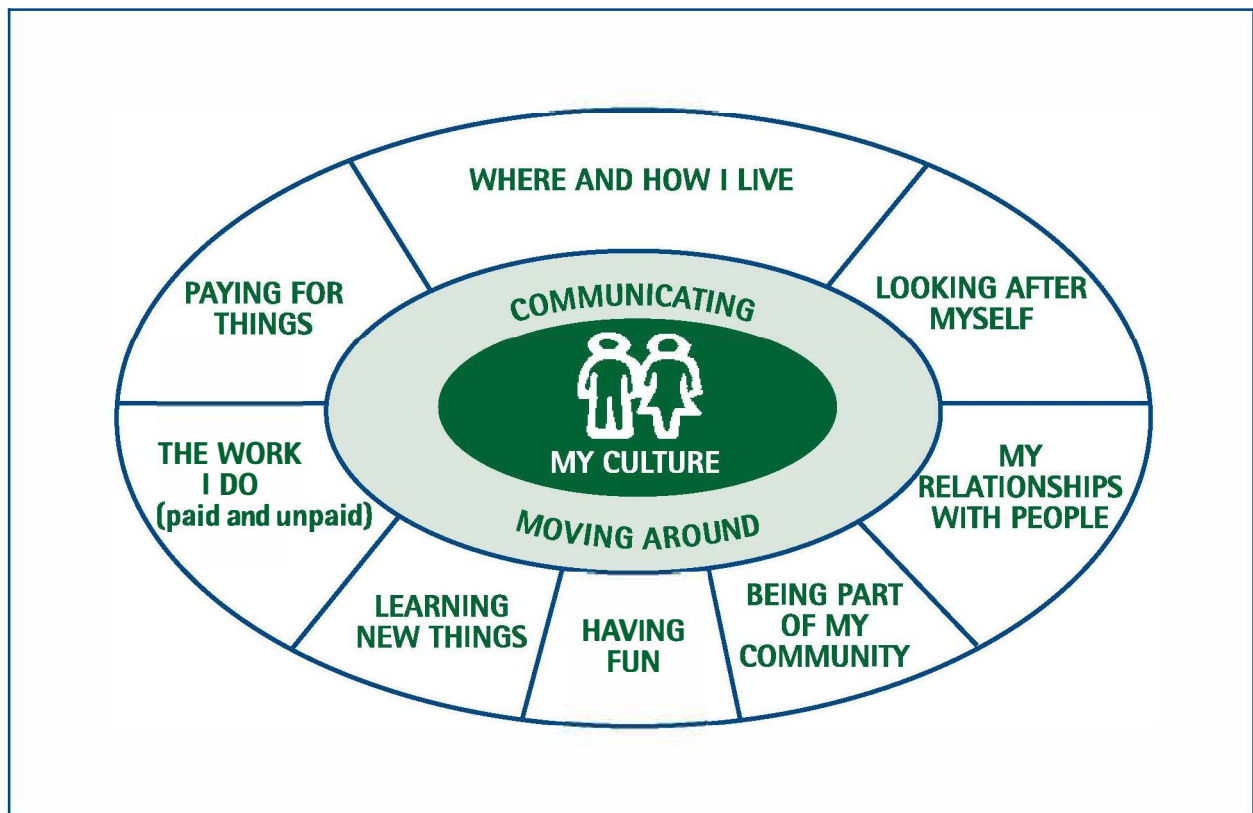 WHERE AND HOW I LIVE
LOOKING AFTER
MYSELF
MY
RELATIONSHIPS
WITH PEOPLE
BEING PART
OF MY
COMMUNITY
HAVING
FUN
LEARNING
NEW THINGS
THE WORK
I DO
(paid and unpaid)
PAYING FOR
THINGS
COMMUNICATING
MY CULTURE
MOVING AROUND